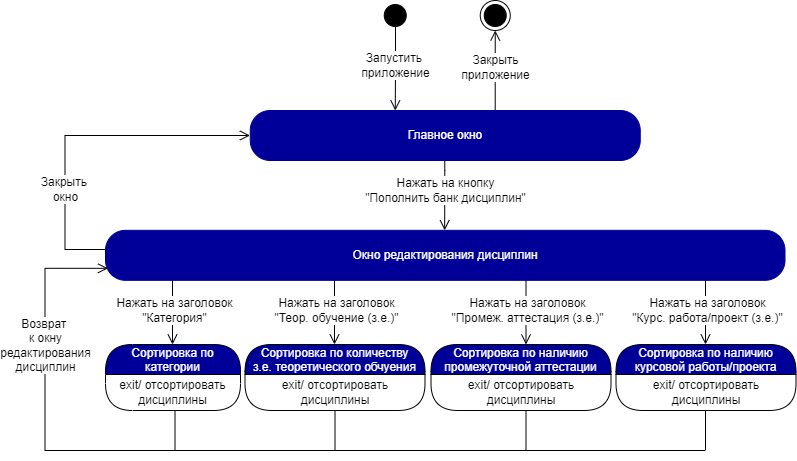 Запустить
приложение
Закрыть
приложение
Главное окно
Закрыть
окно
Нажать на кнопку
"Пополнить банк дисциплин"
Окно редактирования дисциплин
Нажать на заголовок
"Категория"
Нажать на заголовок
"Теор. обучение (з.е.)"
Нажать на заголовок
"Промеж. аттестация (з.е.)"
Нажать на заголовок
"Курс. работа/проект (з.е.)"
Возврат
к окну
редактирования
дисциплин
Сортировка по
категории
exit/ отсортировать
дисциплины
Сортировка по количеству
з.е. теоретического обчуения
exit/ отсортировать
дисциплины
Сортировка по наличию
промежуточной аттестации
exit/ отсортировать
дисциплины
Сортировка по наличию
курсовой работы/проекта
exit/ отсортировать
дисциплины